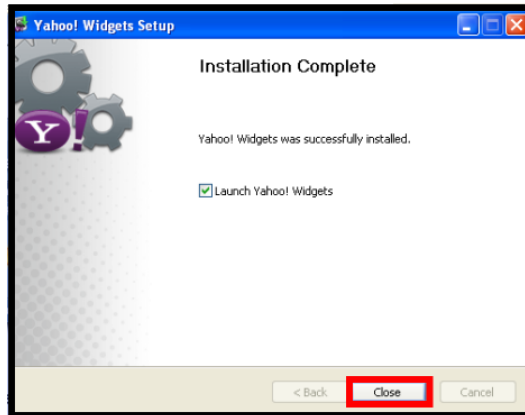 Yahoo! Widgets Setup
Installation Complete
Y!
Yahoo! Widgets was successfully installed.
Launch Yahoo! Widgets
< Back Close Cancel